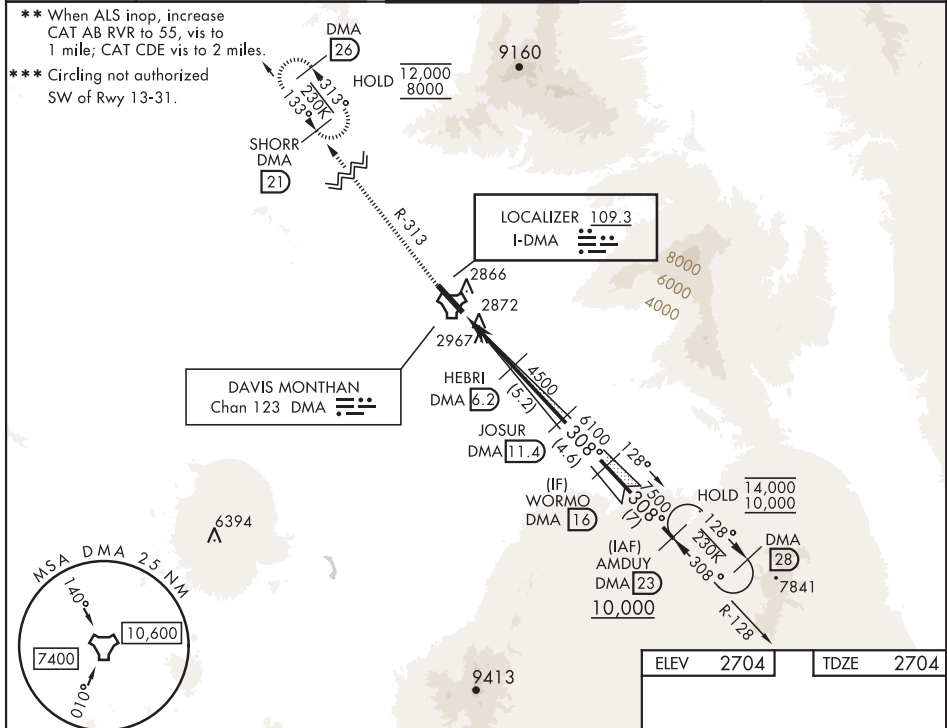 ** When ALS inop, increase
CAT AB RVR to 55, vis to
1 mile; CAT CDE vis to 2 miles.
*** Circling not authorized
SW of Rwy 13-31.
DMA
26
HOLD
12,000
8000
313°
230K
133°
SHORR
DMA
21
9160
R-313
LOCALIZER 109.3
I-DMA
8000
6000
4000
2866
2872
2967
DAVIS MONTHAN
Chan 123 DMA
HEBRI
DMA 6.2
4500
(5.2)
JOSUR
DMA 11.4
6100
308°
(4.6)
128°
7500
(IF)
WORMO
DMA 16
308°
(7)
HOLD
14,000
10,000
128°
230K
308°
(IAF)
AMDUY
DMA 23
10,000
DMA
28
7841
R-128
6394
MSA DMA 25 NM
140°
10,600
7400
010°
9413
ELEV 2704
TDZE 2704